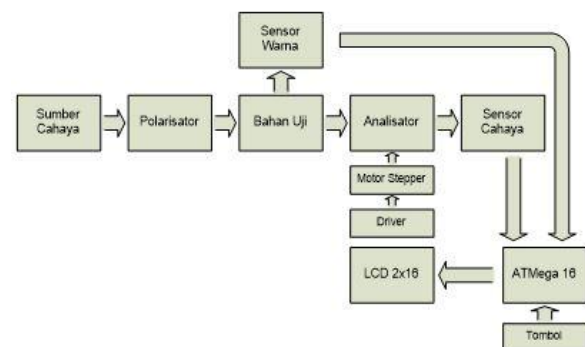 Sensor
Warna
Sumber
Cahaya
Polarisator
Bahan Uji
Analisator
Sensor
Cahaya
Motor Stepper
Driver
LCD 2x16
ATMega 16
Tombol